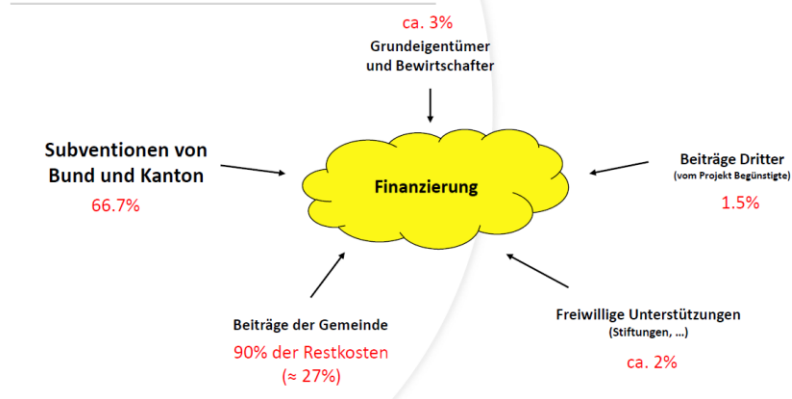 ca. 3%
Grundeigentümer
und Bewirtschafter
Subventionen von
Bund und Kanton
66.7%
Finanzierung
Beiträge Dritter
(vom Projekt Begünstigte)
1.5%
Beiträge der Gemeinde
90% der Restkosten
(≈ 27%)
Freiwillige Unterstützungen
(Stiftungen, ...)
ca. 2%